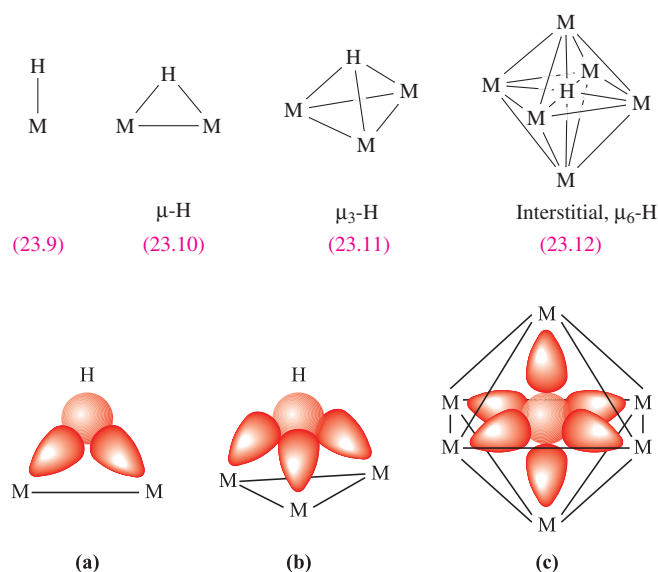 H
M
H
M M
H
M
M
M
M
M
M
H
M
M
M
μ-H
μ₃-H
Interstitial, μ₆-H
(23.9)
(23.10)
(23.11)
(23.12)
H
M M
H
M
M
M
M
M
M
M
M
M
(a)
(b)
(c)